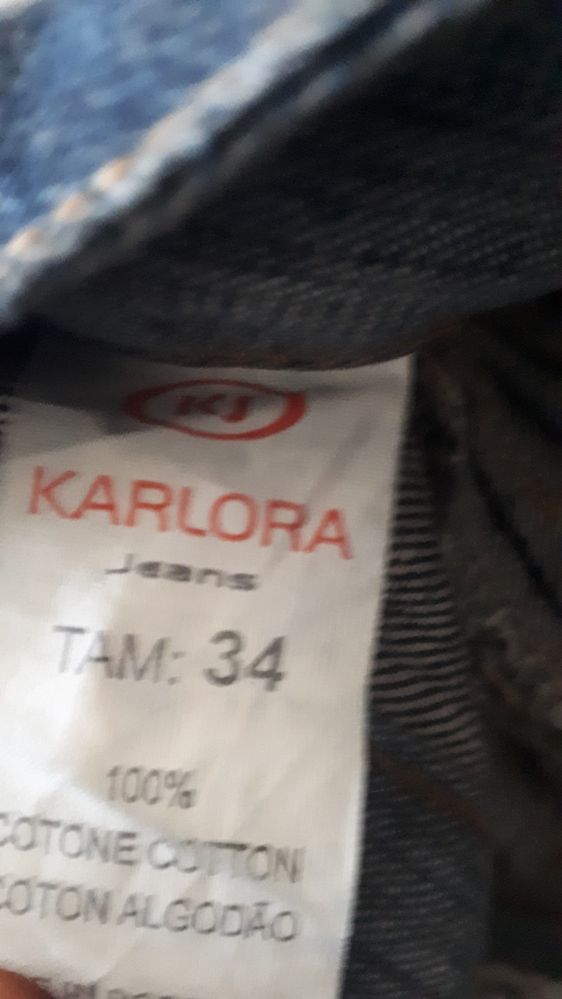 KJ
KARLORA
Jeans
TAM: 34
100%
COTONE COTTON
COTON ALGODÃO